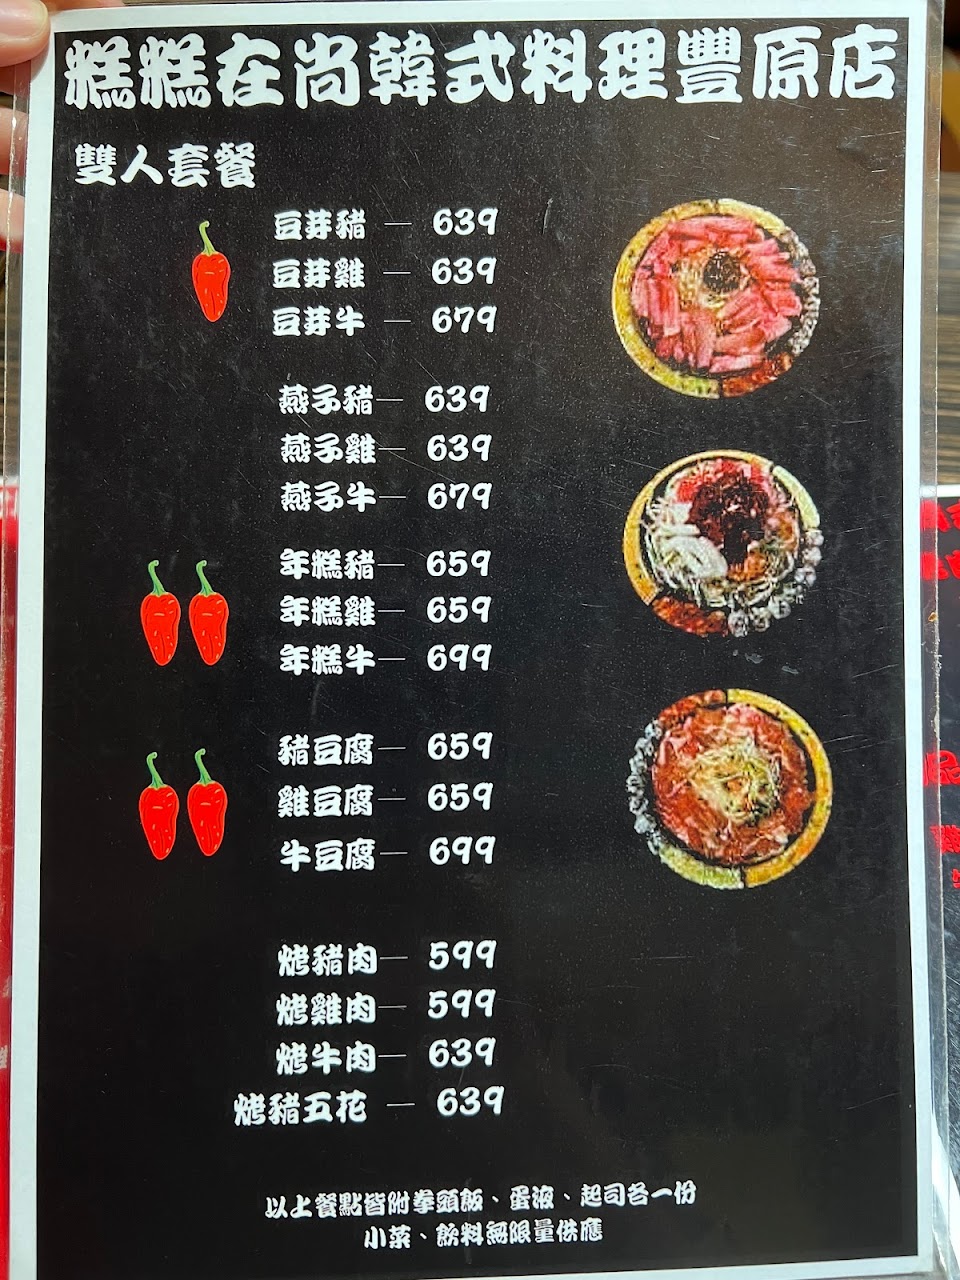 糕糕在尚韓式料理豐原店
雙人套餐
豆芽豬 — 639
豆芽雞 — 639
豆芽牛 — 679
燕子豬— 639
燕子雞— 639
燕子牛— 679
年糕豬— 659
年糕雞— 659
年糕牛— 699
豬豆腐— 659
雞豆腐— 659
牛豆腐— 699
烤豬肉— 599
烤雞肉— 599
烤牛肉— 639
烤豬五花 — 639
以上餐點皆附拳頭飯、蛋液、起司各一份
小菜、飲料無限量供應